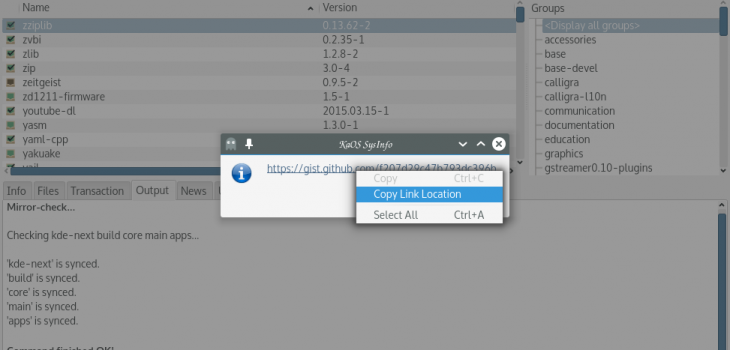 Name Version
zziplib 0.13.62-2
zvbi 0.2.35-1
zlib 1.2.8-2
zip 3.0-4
zeitgeist 0.9.5-2
zd1211-firmware 1.5-1
youtube-dl 2015.03.15-1
yasm 1.3.0-1
yaml-cpp
yakuake
Groups
<Display all groups>
accessories
base
base-devel
calligra
calligra-l10n
communication
documentation
education
graphics
gstreamer0.10-plugins
KaOS SysInfo
https://gist.github.com/f207d28c47b793dc396b
Copy Ctrl+C
Copy Link Location
Select All Ctrl+A
Info Files Transaction Output News
Mirror-check...
Checking kde-next build core main apps...
'kde-next' is synced.
'build' is synced.
'core' is synced.
'main' is synced.
'apps' is synced.
Command finished OK!